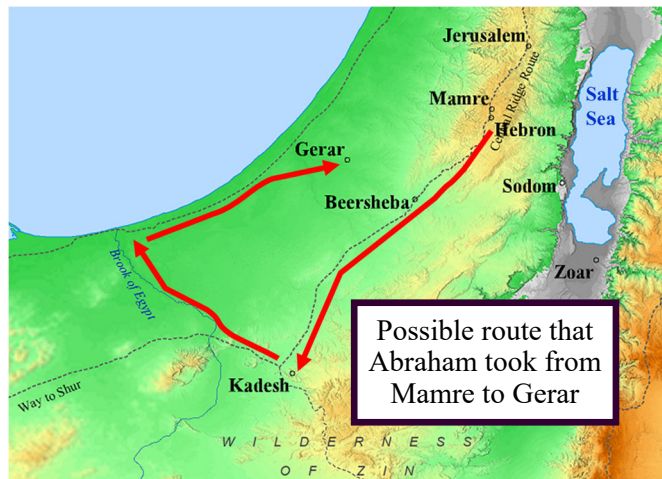 Jerusalem
Central Ridge Route
Mamre
Hebron
Salt
Sea
Gerar
Sodom
Beersheba
Brook of Egypt
Zoar
Possible route that
Abraham took from
Mamre to Gerar
Kadesh
Way to Shur
WILDERNESS
OF ZIN